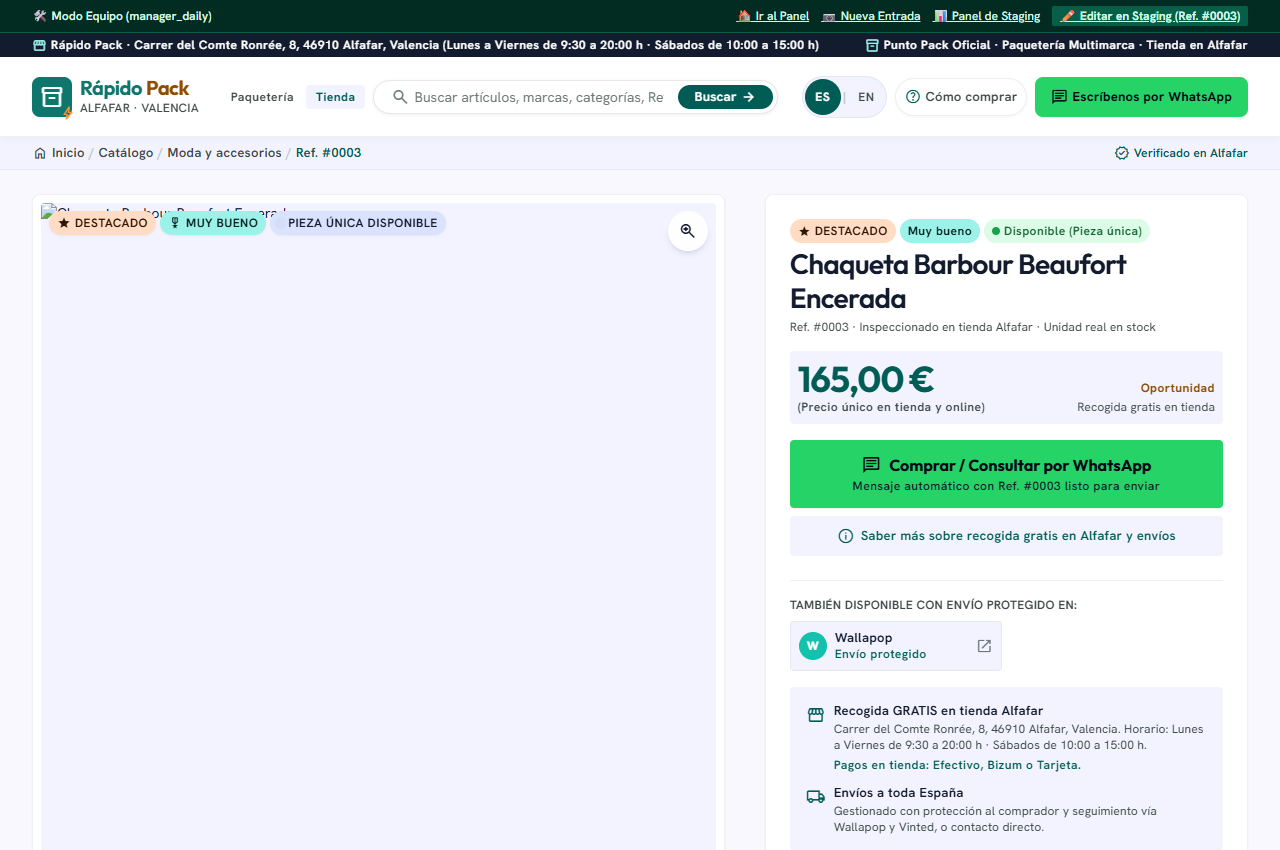 🛠️ Modo Equipo (manager_daily)
🏠 Ir al Panel 📷 Nueva Entrada 📊 Panel de Staging ✏️ Editar en Staging (Ref. #0003)
Rápido Pack · Carrer del Comte Ronrée, 8, 46910 Alfafar, Valencia (Lunes a Viernes de 9:30 a 20:00 h · Sábados de 10:00 a 15:00 h)
Punto Pack Oficial · Paquetería Multimarca · Tienda en Alfafar
Rápido Pack
ALFAFAR · VALENCIA
Paquetería
Tienda
Buscar artículos, marcas, categorías, Re
Buscar →
ES | EN
Cómo comprar
Escríbenos por WhatsApp
Inicio / Catálogo / Moda y accesorios / Ref. #0003
Verificado en Alfafar
★ DESTACADO
MUY BUENO
PIEZA ÚNICA DISPONIBLE
★ DESTACADO
Muy bueno
Disponible (Pieza única)
Chaqueta Barbour Beaufort
Encerada
Ref. #0003 · Inspeccionado en tienda Alfafar · Unidad real en stock
165,00 €
(Precio único en tienda y online)
Oportunidad
Recogida gratis en tienda
Comprar / Consultar por WhatsApp
Mensaje automático con Ref. #0003 listo para enviar
Saber más sobre recogida gratis en Alfafar y envíos
TAMBIÉN DISPONIBLE CON ENVÍO PROTEGIDO EN:
W
Wallapop
Envío protegido
Recogida GRATIS en tienda Alfafar
Carrer del Comte Ronrée, 8, 46910 Alfafar, Valencia. Horario: Lunes
a Viernes de 9:30 a 20:00 h · Sábados de 10:00 a 15:00 h.
Pagos en tienda: Efectivo, Bizum o Tarjeta.
Envíos a toda España
Gestionado con protección al comprador y seguimiento vía
Wallapop y Vinted, o contacto directo.